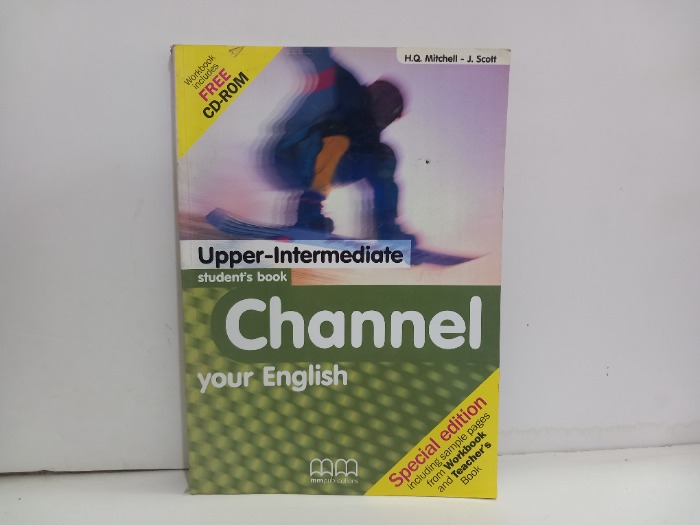 Workbook
includes
FREE
CD-ROM
H.Q. Mitchell - J. Scott
Upper-Intermediate
student's book
Channel
your English
Special edition
including sample pages
from Workbook
and Teacher's
Book
mm publications